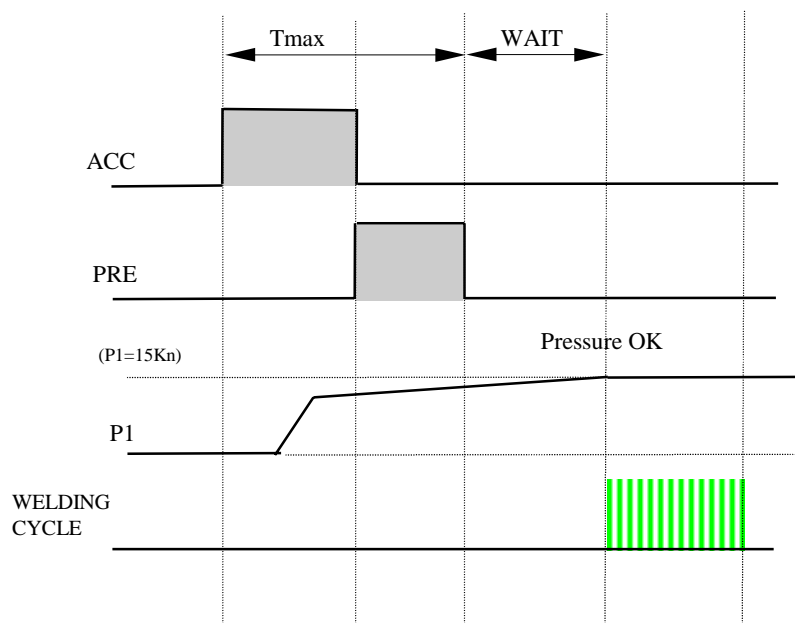 Tmax
WAIT
ACC
PRE
Pressure OK
(P1=15Kn)
P1
WELDING
CYCLE